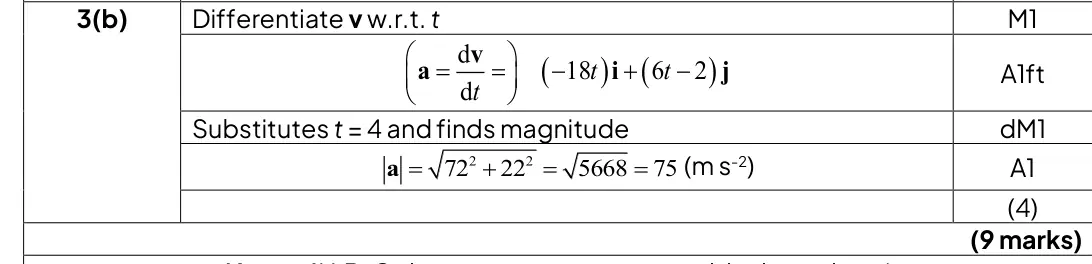 3(b) Differentiate v w.r.t. t M1
(a = dv/dt =) (−18t)i + (6t − 2)j A1ft
Substitutes t = 4 and finds magnitude dM1
|a| = √(72² + 22²) = √5668 = 75 (m s⁻²) A1
(4)
(9 marks)